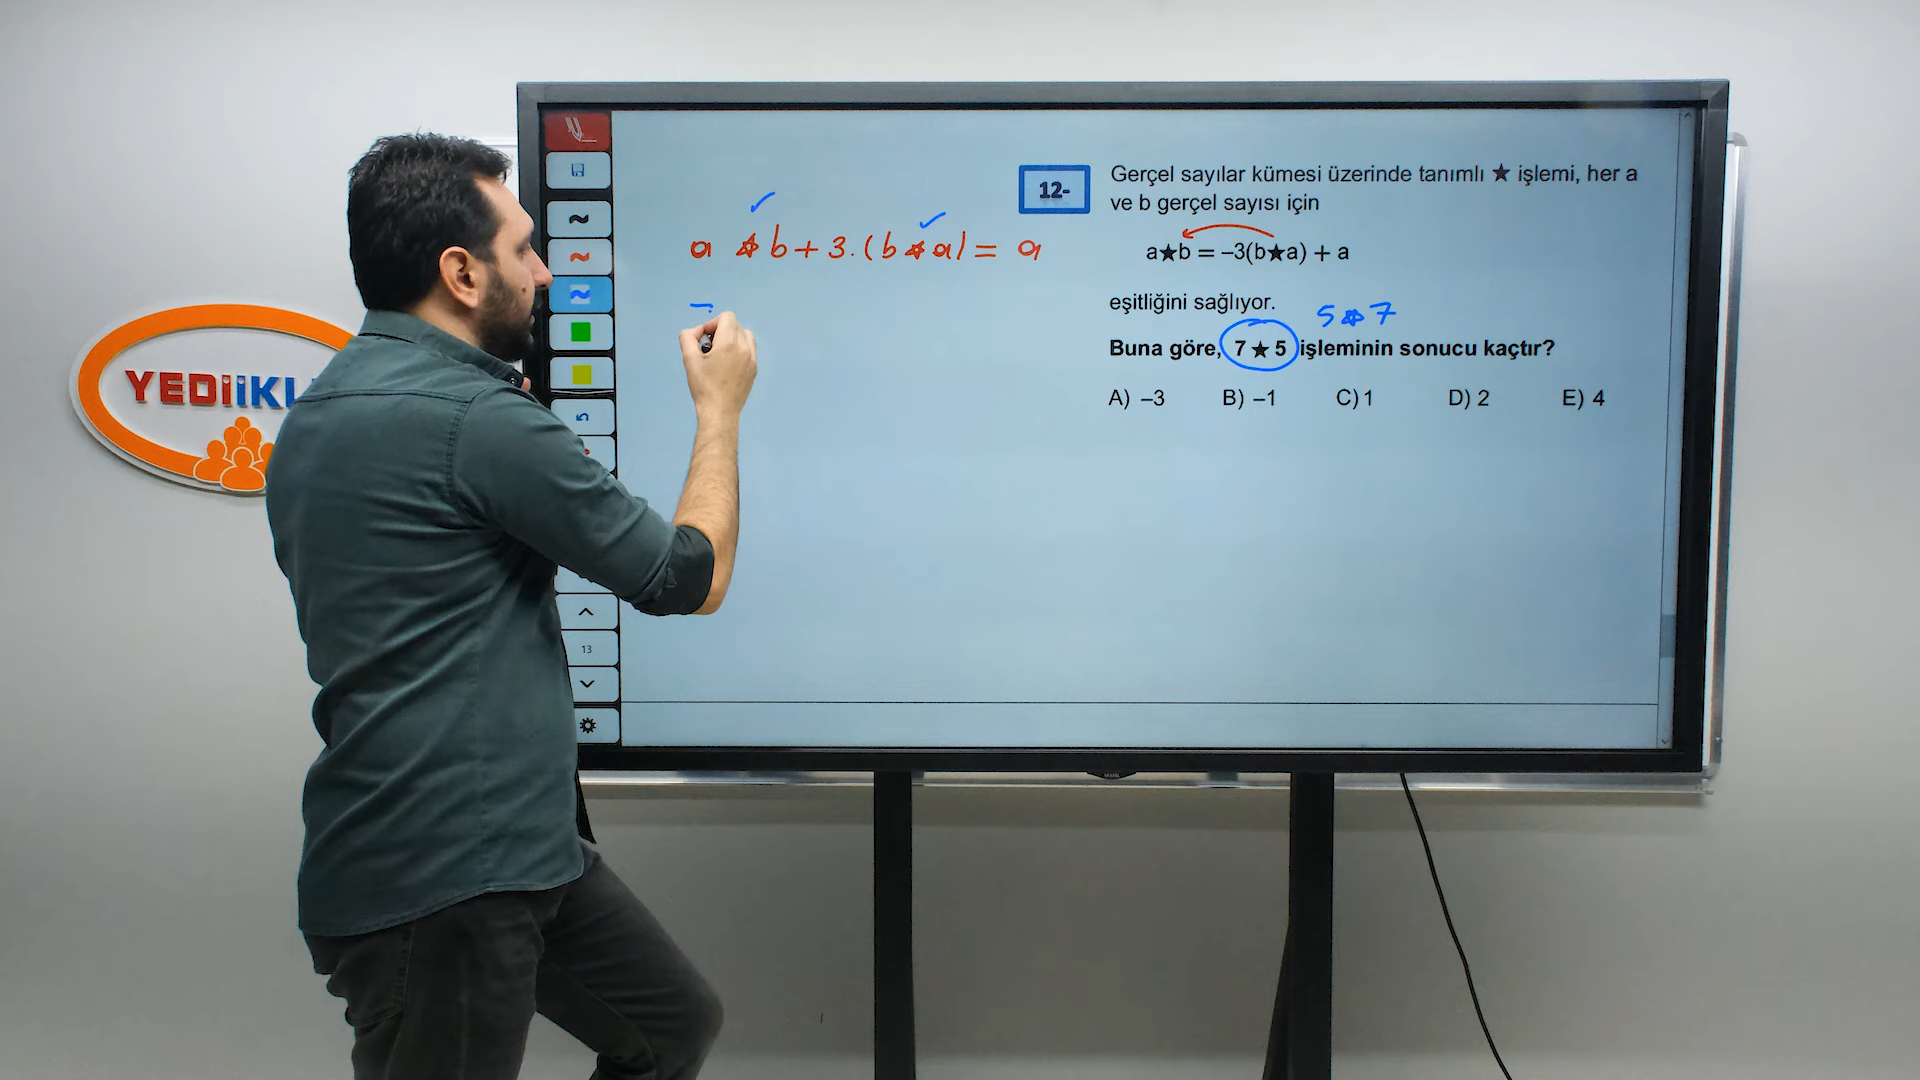 YEDiiKL
a ★ b + 3 . ( b ★ a ) = a
7
12-
Gerçel sayılar kümesi üzerinde tanımlı ★ işlemi, her a
ve b gerçel sayısı için
a★b = –3(b★a) + a
eşitliğini sağlıyor.
5 ★ 7
Buna göre, 7 ★ 5 işleminin sonucu kaçtır?
A) –3 B) –1 C) 1 D) 2 E) 4
13